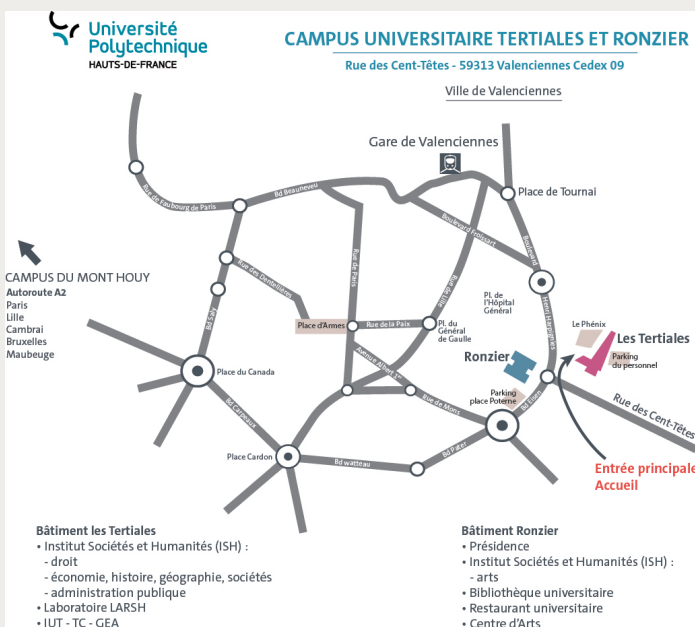 Université
Polytechnique
HAUTS-DE-FRANCE
CAMPUS UNIVERSITAIRE TERTIALES ET RONZIER
Rue des Cent-Têtes - 59313 Valenciennes Cedex 09
Ville de Valenciennes
Gare de Valenciennes
Place de Tournai
Bd Beauneveu
Rue de Faubourg de Paris
Boulevard Froissart
Boulevard
Henri Harpignies
Rue des Dentellières
Rue de Paris
Rue de Lille
CAMPUS DU MONT HOUY
Autoroute A2
Paris
Lille
Cambrai
Bruxelles
Maubeuge
Bd Saly
Pl. de
l'Hôpital
Général
Place d'Armes
Rue de la Paix
Pl. du
Général
de Gaulle
Le Phénix
Les Tertiales
Parking
du personnel
Ronzier
Avenue Albert 1er
Place du Canada
Parking
place Poterne
Bd Eisen
Rue de Mons
Rue des Cent-Têtes
Bd Carpeaux
Place Cardon
Bd watteau
Bd Pater
Entrée principale
Accueil
Bâtiment les Tertiales
• Institut Sociétés et Humanités (ISH) :
- droit
- économie, histoire, géographie, sociétés
- administration publique
• Laboratoire LARSH
• IUT - TC - GEA
Bâtiment Ronzier
• Présidence
• Institut Sociétés et Humanités (ISH) :
- arts
• Bibliothèque universitaire
• Restaurant universitaire
• Centre d'Arts